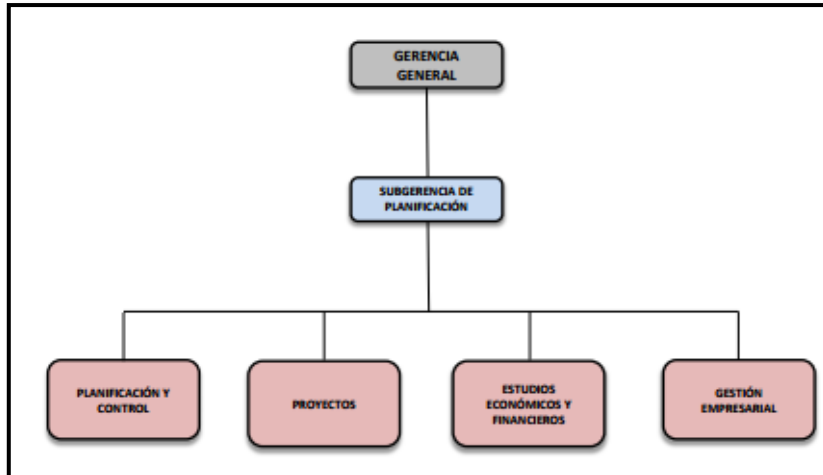 GERENCIA
GENERAL
SUBGERENCIA DE
PLANIFICACIÓN
PLANIFICACIÓN Y
CONTROL
PROYECTOS
ESTUDIOS
ECONÓMICOS Y
FINANCIEROS
GESTIÓN
EMPRESARIAL